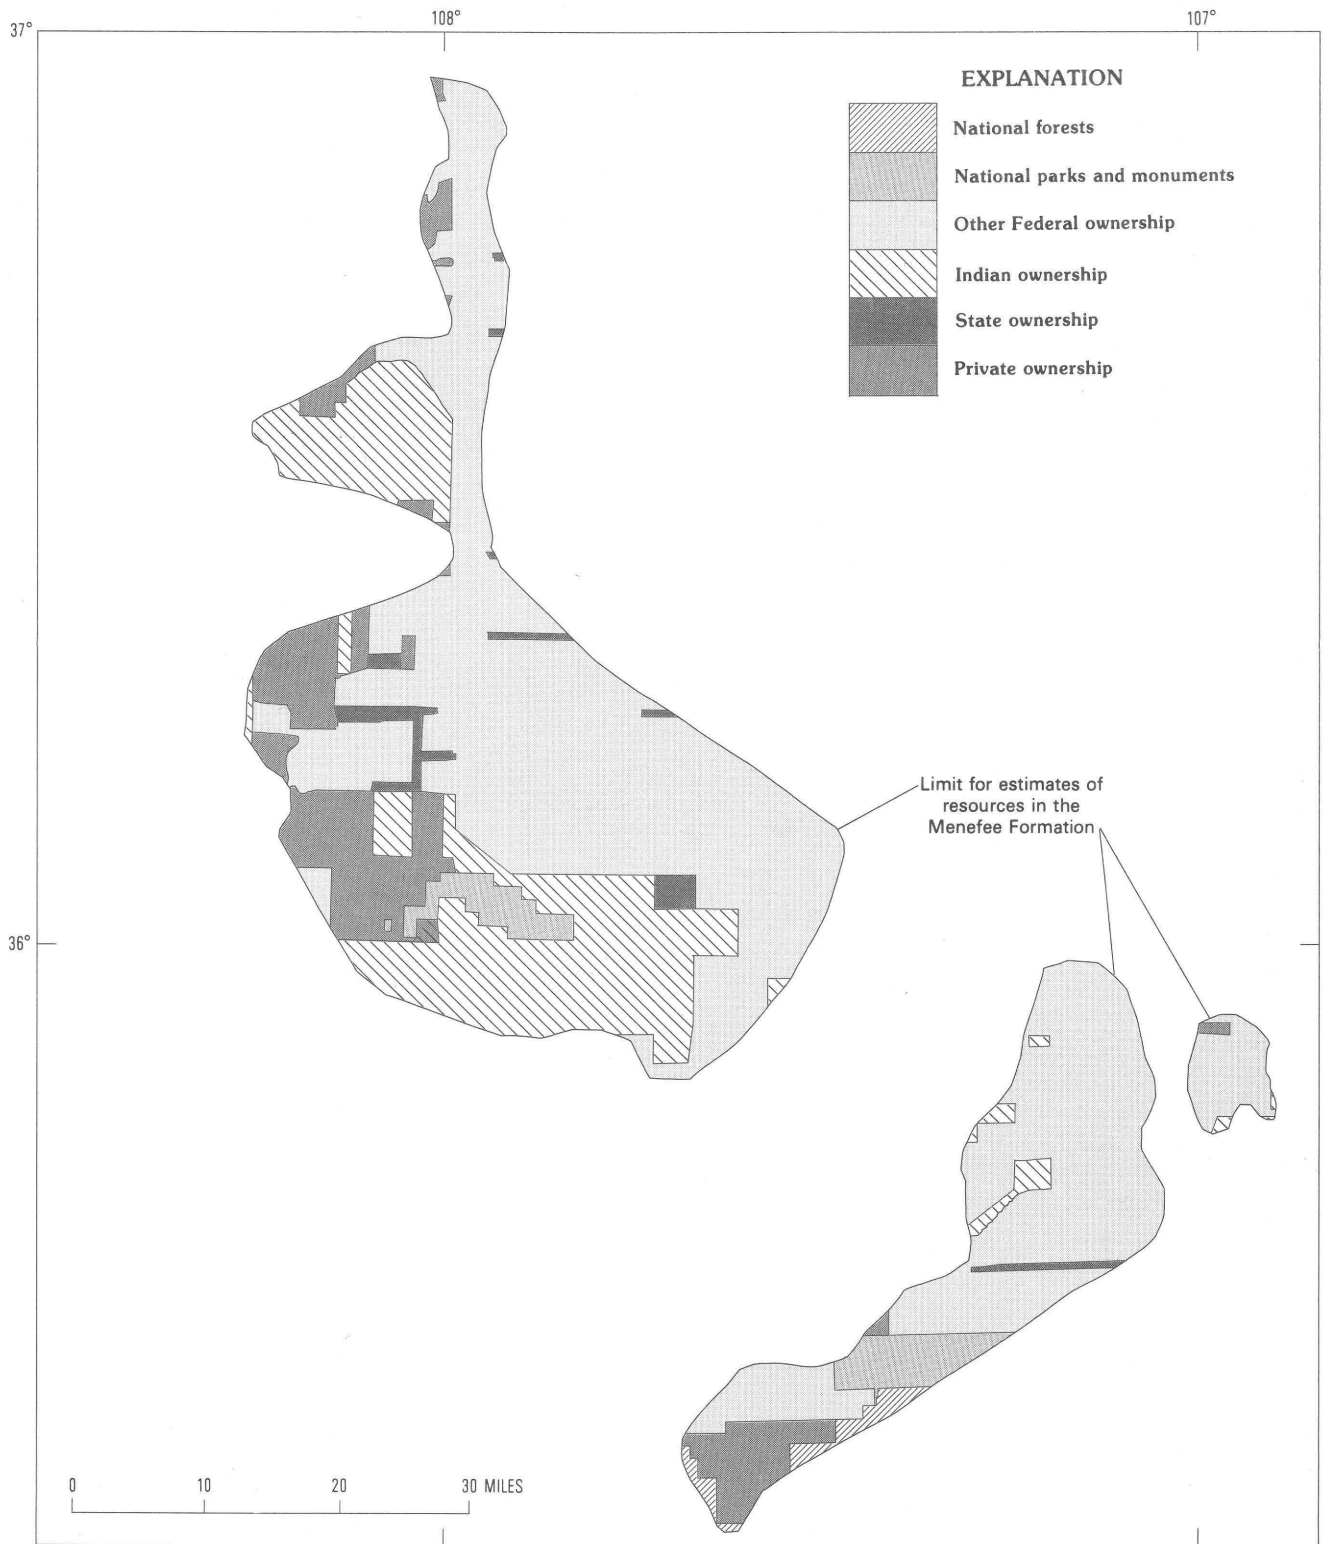 108°
107°
37°
EXPLANATION
National forests
National parks and monuments
Other Federal ownership
Indian ownership
State ownership
Private ownership
Limit for estimates of
resources in the
Menefee Formation
36°
0 10 20 30 MILES